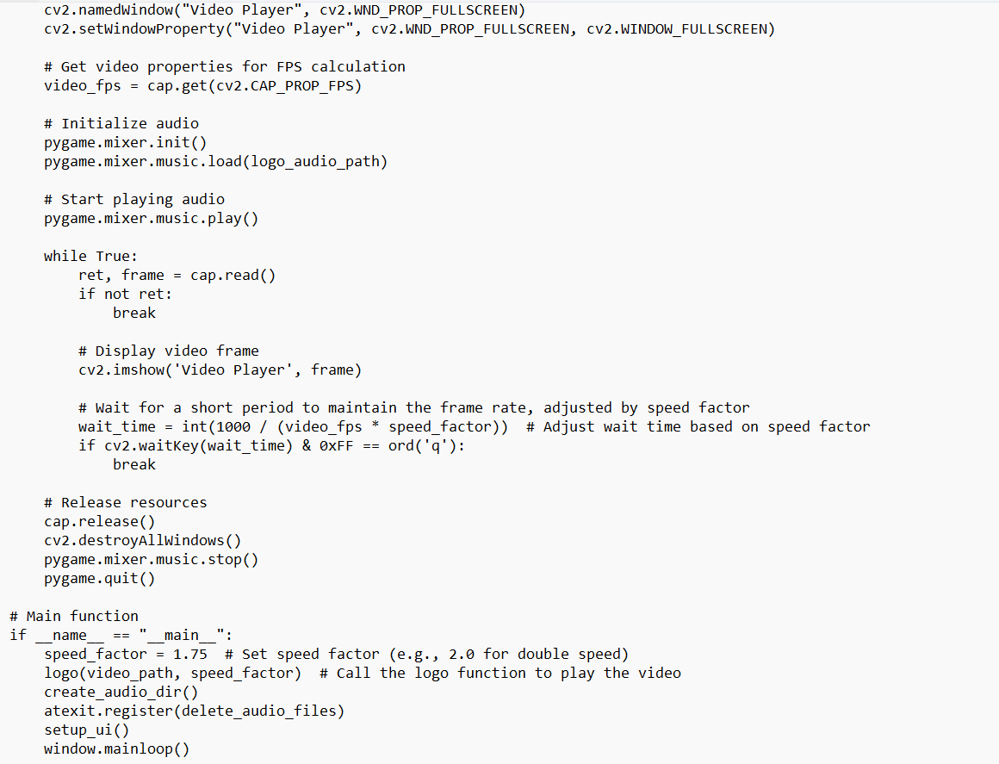 cv2.namedWindow("Video Player", cv2.WND_PROP_FULLSCREEN)
    cv2.setWindowProperty("Video Player", cv2.WND_PROP_FULLSCREEN, cv2.WINDOW_FULLSCREEN)

    # Get video properties for FPS calculation
    video_fps = cap.get(cv2.CAP_PROP_FPS)

    # Initialize audio
    pygame.mixer.init()
    pygame.mixer.music.load(logo_audio_path)

    # Start playing audio
    pygame.mixer.music.play()

    while True:
        ret, frame = cap.read()
        if not ret:
            break

        # Display video frame
        cv2.imshow('Video Player', frame)

        # Wait for a short period to maintain the frame rate, adjusted by speed factor
        wait_time = int(1000 / (video_fps * speed_factor))  # Adjust wait time based on speed factor
        if cv2.waitKey(wait_time) & 0xFF == ord('q'):
            break

    # Release resources
    cap.release()
    cv2.destroyAllWindows()
    pygame.mixer.music.stop()
    pygame.quit()

# Main function
if __name__ == "__main__":
    speed_factor = 1.75  # Set speed factor (e.g., 2.0 for double speed)
    logo(video_path, speed_factor)  # Call the logo function to play the video
    create_audio_dir()
    atexit.register(delete_audio_files)
    setup_ui()
    window.mainloop()